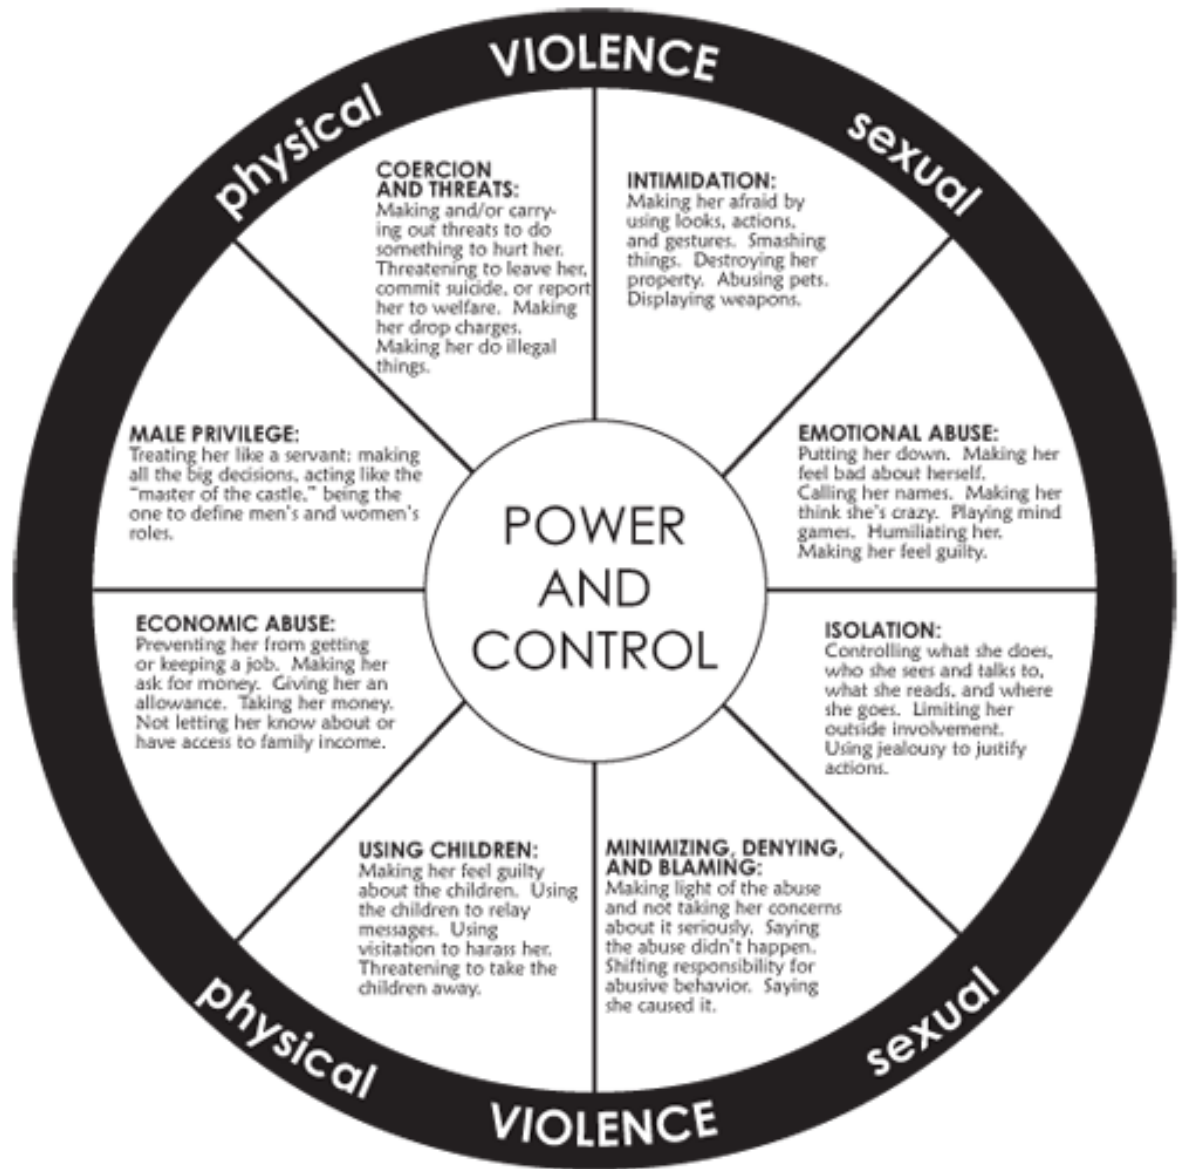 VIOLENCE
physical
sexual
COERCION
AND THREATS:
Making and/or carry-
ing out threats to do
something to hurt her.
Threatening to leave her,
commit suicide, or report
her to welfare. Making
her drop charges.
Making her do illegal
things.
INTIMIDATION:
Making her afraid by
using looks, actions,
and gestures. Smashing
things. Destroying her
property. Abusing pets.
Displaying weapons.
MALE PRIVILEGE:
Treating her like a servant: making
all the big decisions, acting like the
"master of the castle," being the
one to define men's and women's
roles.
EMOTIONAL ABUSE:
Putting her down. Making her
feel bad about herself.
Calling her names. Making her
think she's crazy. Playing mind
games. Humiliating her.
Making her feel guilty.
POWER
AND
CONTROL
ECONOMIC ABUSE:
Preventing her from getting
or keeping a job. Making her
ask for money. Giving her an
allowance. Taking her money.
Not letting her know about or
have access to family income.
ISOLATION:
Controlling what she does,
who she sees and talks to,
what she reads, and where
she goes. Limiting her
outside involvement.
Using jealousy to justify
actions.
USING CHILDREN:
Making her feel guilty
about the children. Using
the children to relay
messages. Using
visitation to harass her.
Threatening to take the
children away.
MINIMIZING, DENYING,
AND BLAMING:
Making light of the abuse
and not taking her concerns
about it seriously. Saying
the abuse didn't happen.
Shifting responsibility for
abusive behavior. Saying
she caused it.
physical
sexual
VIOLENCE